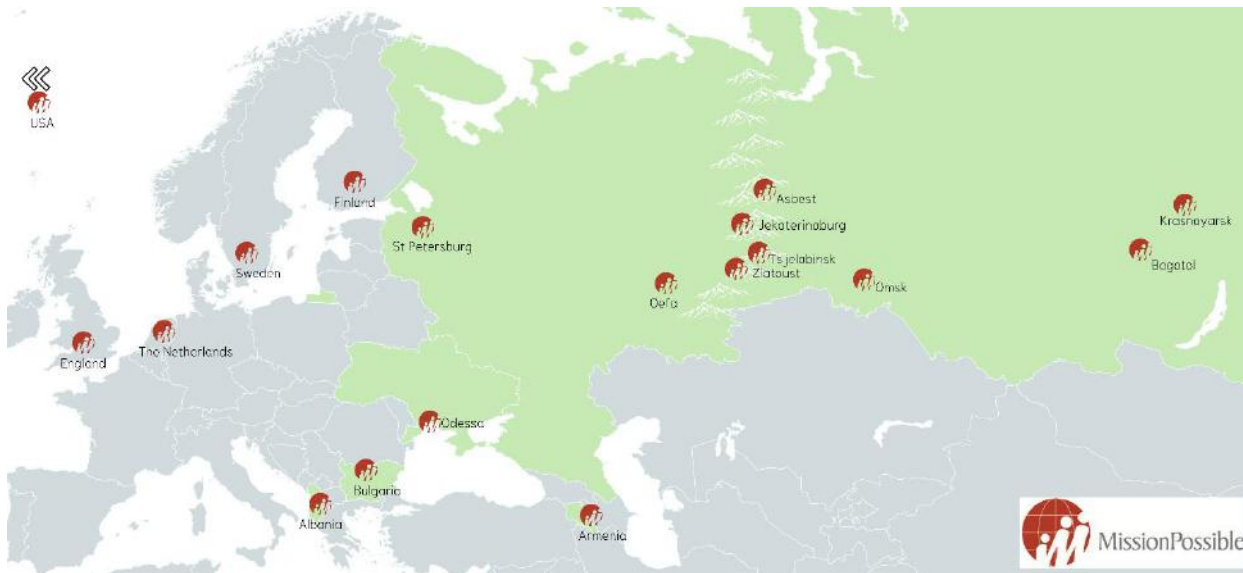 USA
Finland
Asbest
Krasnoyarsk
Jekaterinaburg
St Petersburg
Sweden
Tsjelabinsk
Bogotol
Zlatoust
Omsk
Oefa
England
The Netherlands
Odessa
Bulgaria
Albania
Armenia
MissionPossible